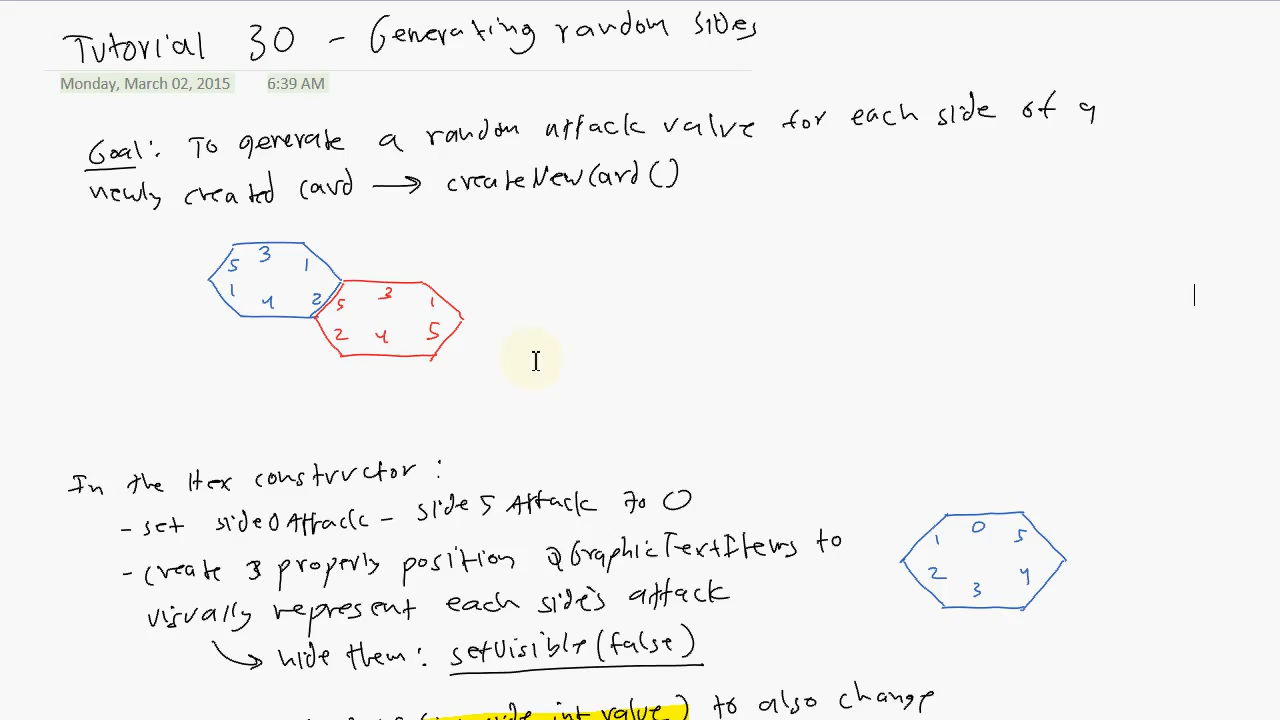 Tutorial 30 - Generating random sides
Monday, March 02, 2015 6:39 AM
Goal: To generate a random attack value for each side of a
newly created card → createNewCard()
5 3 1
1 4 2
5 3 1
2 4 5
In the Hex constructor:
- set side0Attack - side5Attack to 0
- create & properly position QGraphicTextItems to
visually represent each side's attack
↳ hide them: setVisible(false)
1 0 5
2 3 4
side, int value) to also change